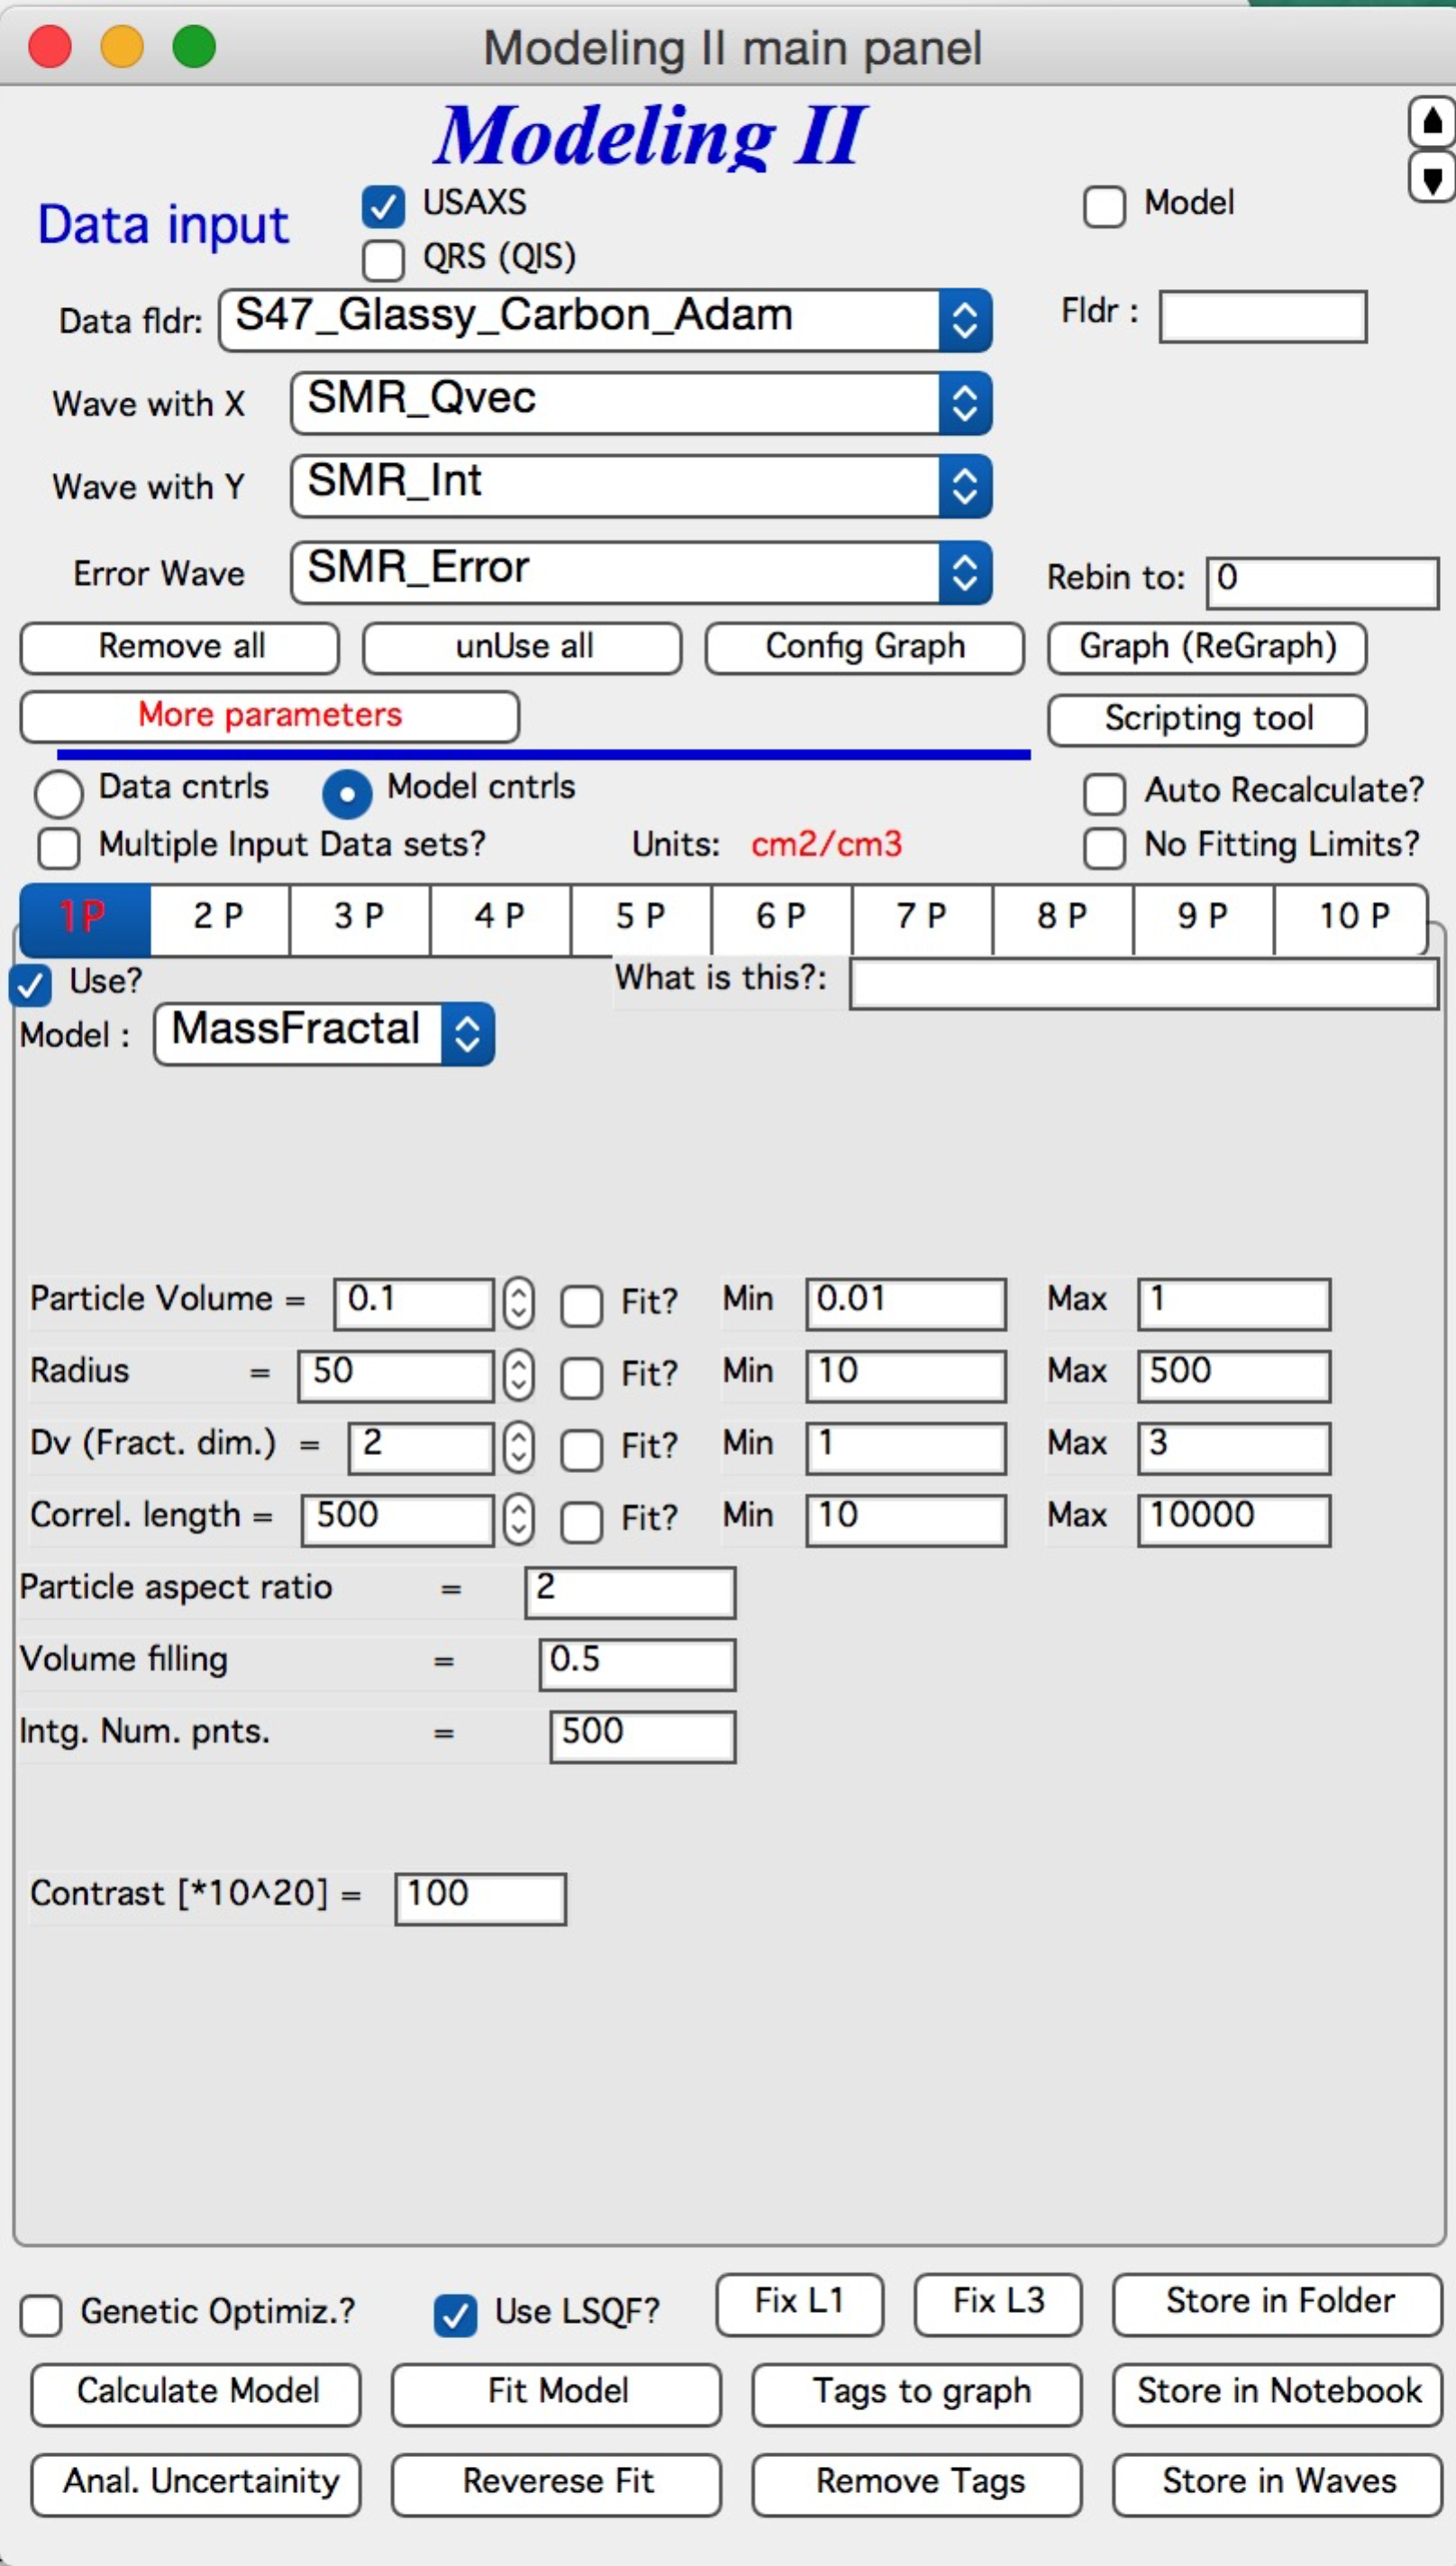 Modeling II main panel
Modeling II
Data input
USAXS
Model
QRS (QIS)
Data fldr: S47_Glassy_Carbon_Adam Fldr :
Wave with X SMR_Qvec
Wave with Y SMR_Int
Error Wave SMR_Error Rebin to: 0
Remove all unUse all Config Graph Graph (ReGraph)
More parameters Scripting tool
Data cntrls Model cntrls Auto Recalculate?
Multiple Input Data sets? Units: cm2/cm3 No Fitting Limits?
1P 2 P 3 P 4 P 5 P 6 P 7 P 8 P 9 P 10 P
Use? What is this?:
Model : MassFractal
Particle Volume = 0.1 Fit? Min 0.01 Max 1
Radius = 50 Fit? Min 10 Max 500
Dv (Fract. dim.) = 2 Fit? Min 1 Max 3
Correl. length = 500 Fit? Min 10 Max 10000
Particle aspect ratio = 2
Volume filling = 0.5
Intg. Num. pnts. = 500
Contrast [*10^20] = 100
Genetic Optimiz.? Use LSQF? Fix L1 Fix L3 Store in Folder
Calculate Model Fit Model Tags to graph Store in Notebook
Anal. Uncertainity Reverese Fit Remove Tags Store in Waves